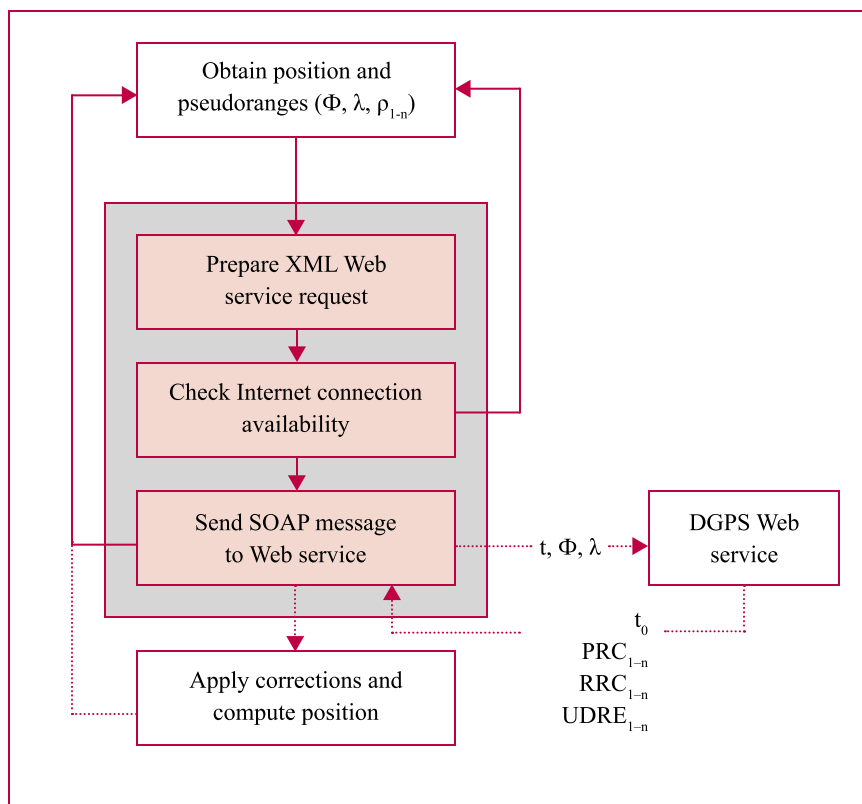 Obtain position and
pseudoranges (Φ, λ, ρ₁₋ₙ)
Prepare XML Web
service request
Check Internet connection
availability
Send SOAP message
to Web service
t, Φ, λ
DGPS Web
service
t₀
PRC₁₋ₙ
RRC₁₋ₙ
UDRE₁₋ₙ
Apply corrections and
compute position